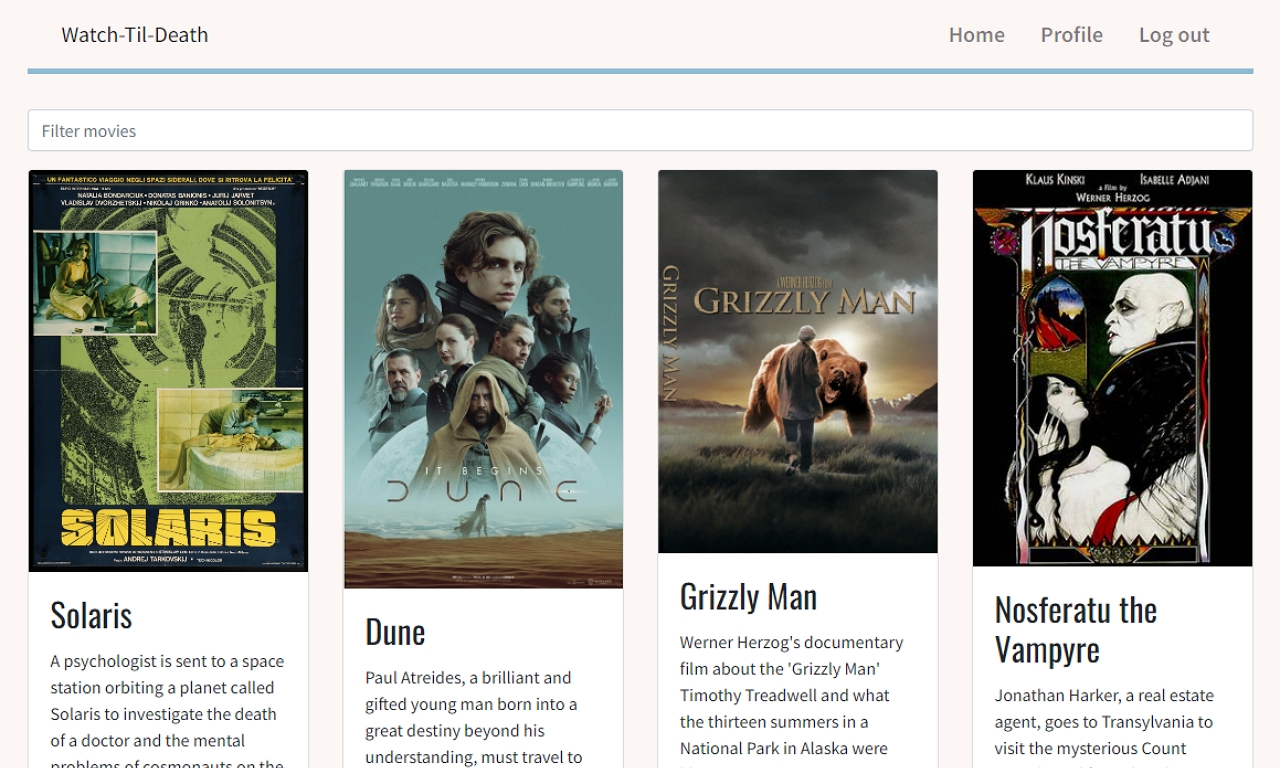 Watch-Til-Death
Home Profile Log out
Filter movies
UN FANTASTICO VIAGGIO NEGLI SPAZI SIDERALI, DOVE SI RITROVA LA FELICITA'
NATALIA BONDARCIUK • DONATAS BANIONIS • JURIJ JARVET
VLADISLAV DVORZHETSKIJ • NIKOLAJ GRINKO • ANATOLIJ SOLONITSYN
SOLARIS
ANDREJ TARKOVSKIJ
IT BEGINS
DUNE
A WERNER HERZOG FILM
GRIZZLY MAN
GRIZZLY MAN
KLAUS KINSKI ISABELLE ADJANI
a film by
WERNER HERZOG
Nosferatu
THE VAMPYRE
Solaris
A psychologist is sent to a space
station orbiting a planet called
Solaris to investigate the death
of a doctor and the mental
problems of cosmonauts on the
Dune
Paul Atreides, a brilliant and
gifted young man born into a
great destiny beyond his
understanding, must travel to
Grizzly Man
Werner Herzog's documentary
film about the 'Grizzly Man'
Timothy Treadwell and what
the thirteen summers in a
National Park in Alaska were
Nosferatu the
Vampyre
Jonathan Harker, a real estate
agent, goes to Transylvania to
visit the mysterious Count